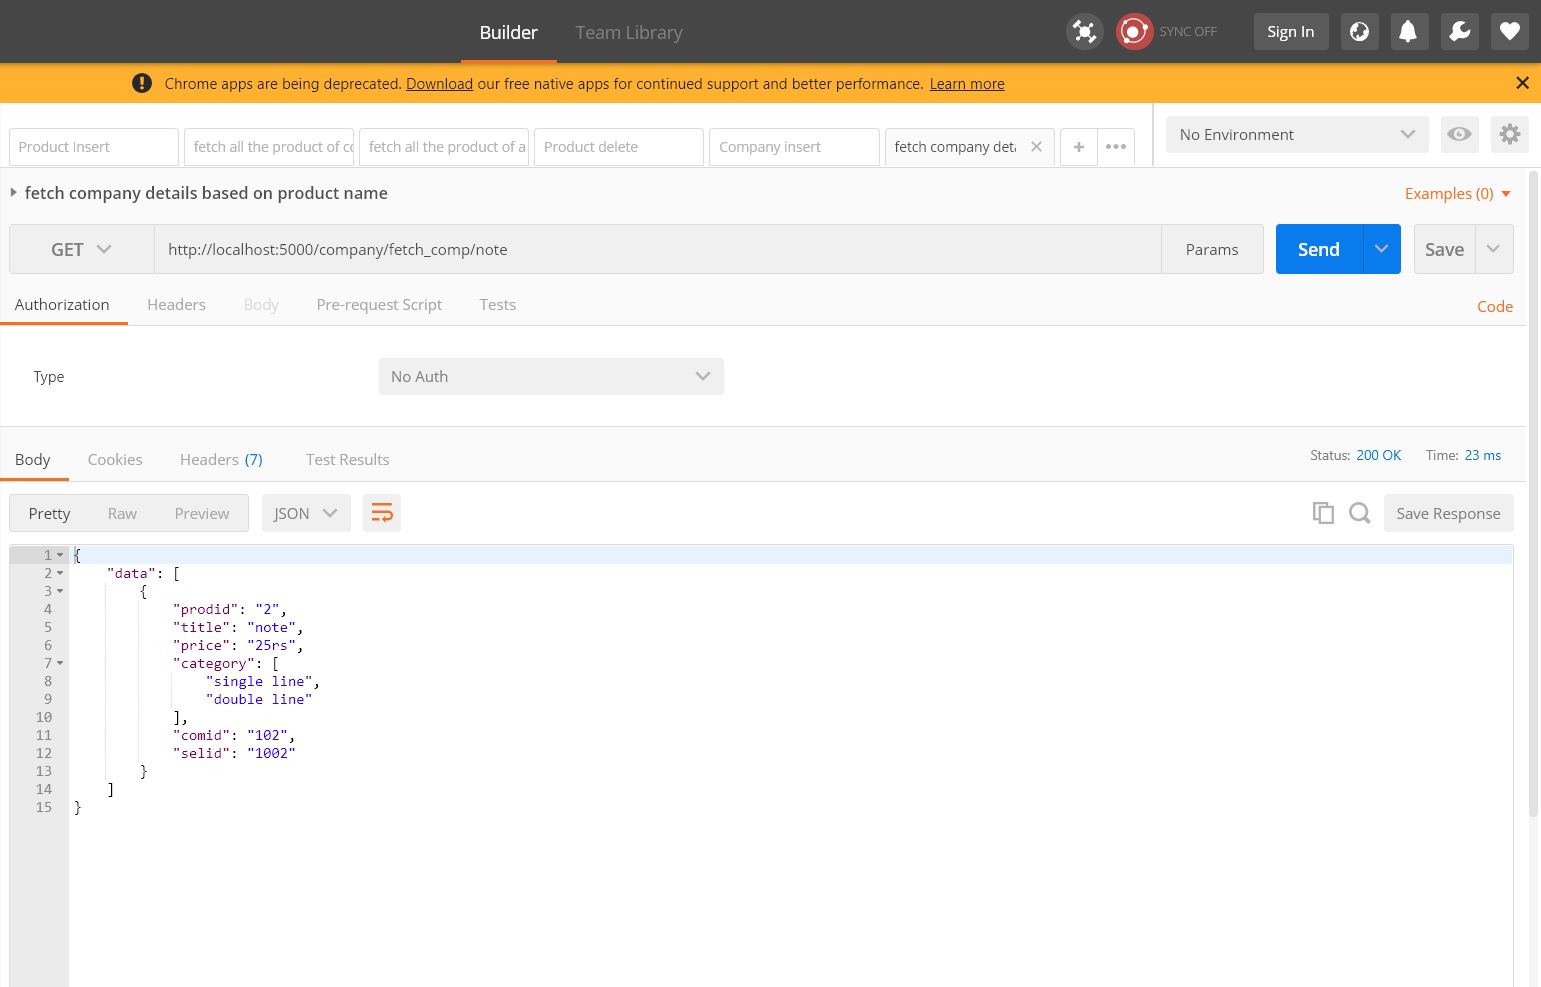 Builder
Team Library
SYNC OFF
Sign In
Chrome apps are being deprecated. Download our free native apps for continued support and better performance. Learn more
Product Insert
fetch all the product of co
fetch all the product of a
Product delete
Company insert
fetch company deta
No Environment
fetch company details based on product name
Examples (0)
GET
http://localhost:5000/company/fetch_comp/note
Params
Send
Save
Authorization
Headers
Body
Pre-request Script
Tests
Code
Type
No Auth
Body
Cookies
Headers (7)
Test Results
Status: 200 OK
Time: 23 ms
Pretty
Raw
Preview
JSON
Save Response
1 {
2 "data": [
3 {
4 "prodid": "2",
5 "title": "note",
6 "price": "25rs",
7 "category": [
8 "single line",
9 "double line"
10 ],
11 "comid": "102",
12 "selid": "1002"
13 }
14 ]
15 }